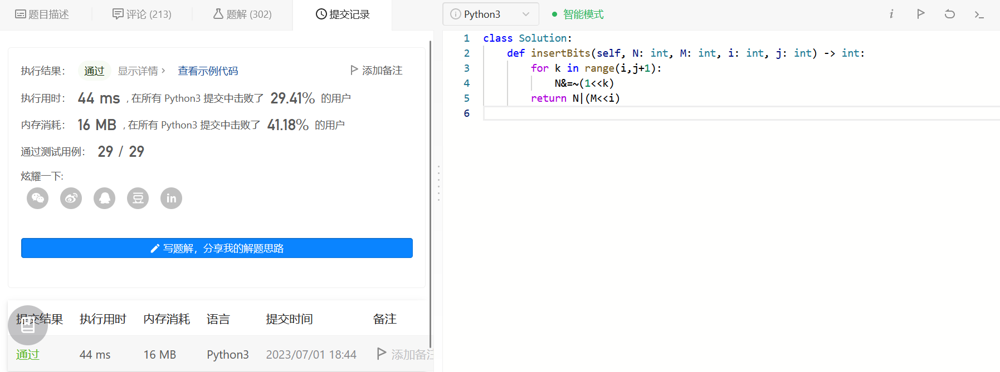 题目描述
评论 (213)
题解 (302)
提交记录
执行结果：
通过
显示详情 >
查看示例代码
添加备注
执行用时： 44 ms , 在所有 Python3 提交中击败了 29.41% 的用户
内存消耗： 16 MB , 在所有 Python3 提交中击败了 41.18% 的用户
通过测试用例： 29 / 29
炫耀一下:
豆
in
写题解，分享我的解题思路
提交结果 执行用时 内存消耗 语言 提交时间 备注
通过 44 ms 16 MB Python3 2023/07/01 18:44 添加备注
Python3
智能模式
1 class Solution:
2 def insertBits(self, N: int, M: int, i: int, j: int) -> int:
3 for k in range(i,j+1):
4 N&=~(1<<k)
5 return N|(M<<i)
6